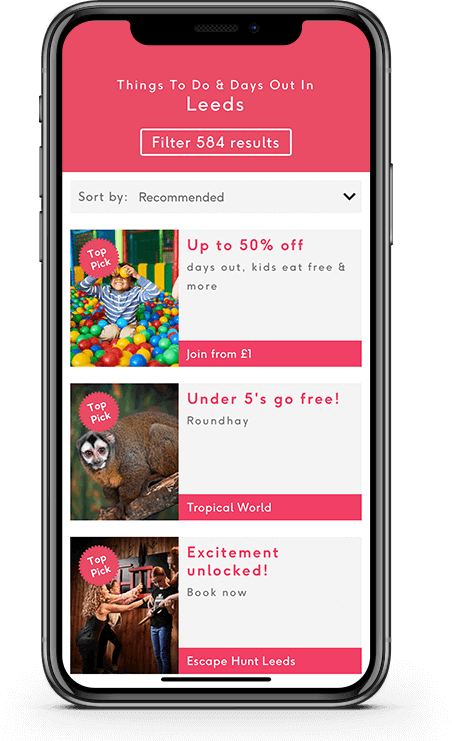 Things To Do & Days Out In
Leeds
Filter 584 results
Sort by: Recommended
Top
Pick
Up to 50% off
days out, kids eat free &
more
Join from £1
Top
Pick
Under 5's go free!
Roundhay
Tropical World
Top
Pick
Excitement
unlocked!
Book now
Escape Hunt Leeds